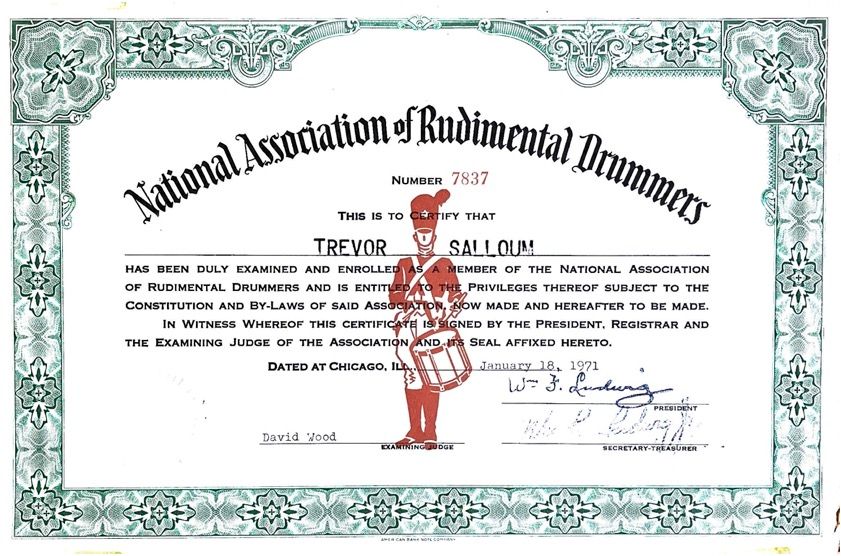 National Association of Rudimental Drummers
NUMBER 7837
THIS IS TO CERTIFY THAT
TREVOR SALLOUM
HAS BEEN DULY EXAMINED AND ENROLLED AS A MEMBER OF THE NATIONAL ASSOCIATION
OF RUDIMENTAL DRUMMERS AND IS ENTITLED TO THE PRIVILEGES THEREOF SUBJECT TO THE
CONSTITUTION AND BY-LAWS OF SAID ASSOCIATION, NOW MADE AND HEREAFTER TO BE MADE.
IN WITNESS WHEREOF THIS CERTIFICATE IS SIGNED BY THE PRESIDENT, REGISTRAR AND
THE EXAMINING JUDGE OF THE ASSOCIATION AND ITS SEAL AFFIXED HERETO.
DATED AT CHICAGO, ILL., January 18, 1971
Wm F. Ludwig
PRESIDENT
David Wood
EXAMINING JUDGE
SECRETARY-TREASURER
AMERICAN BANK NOTE COMPANY